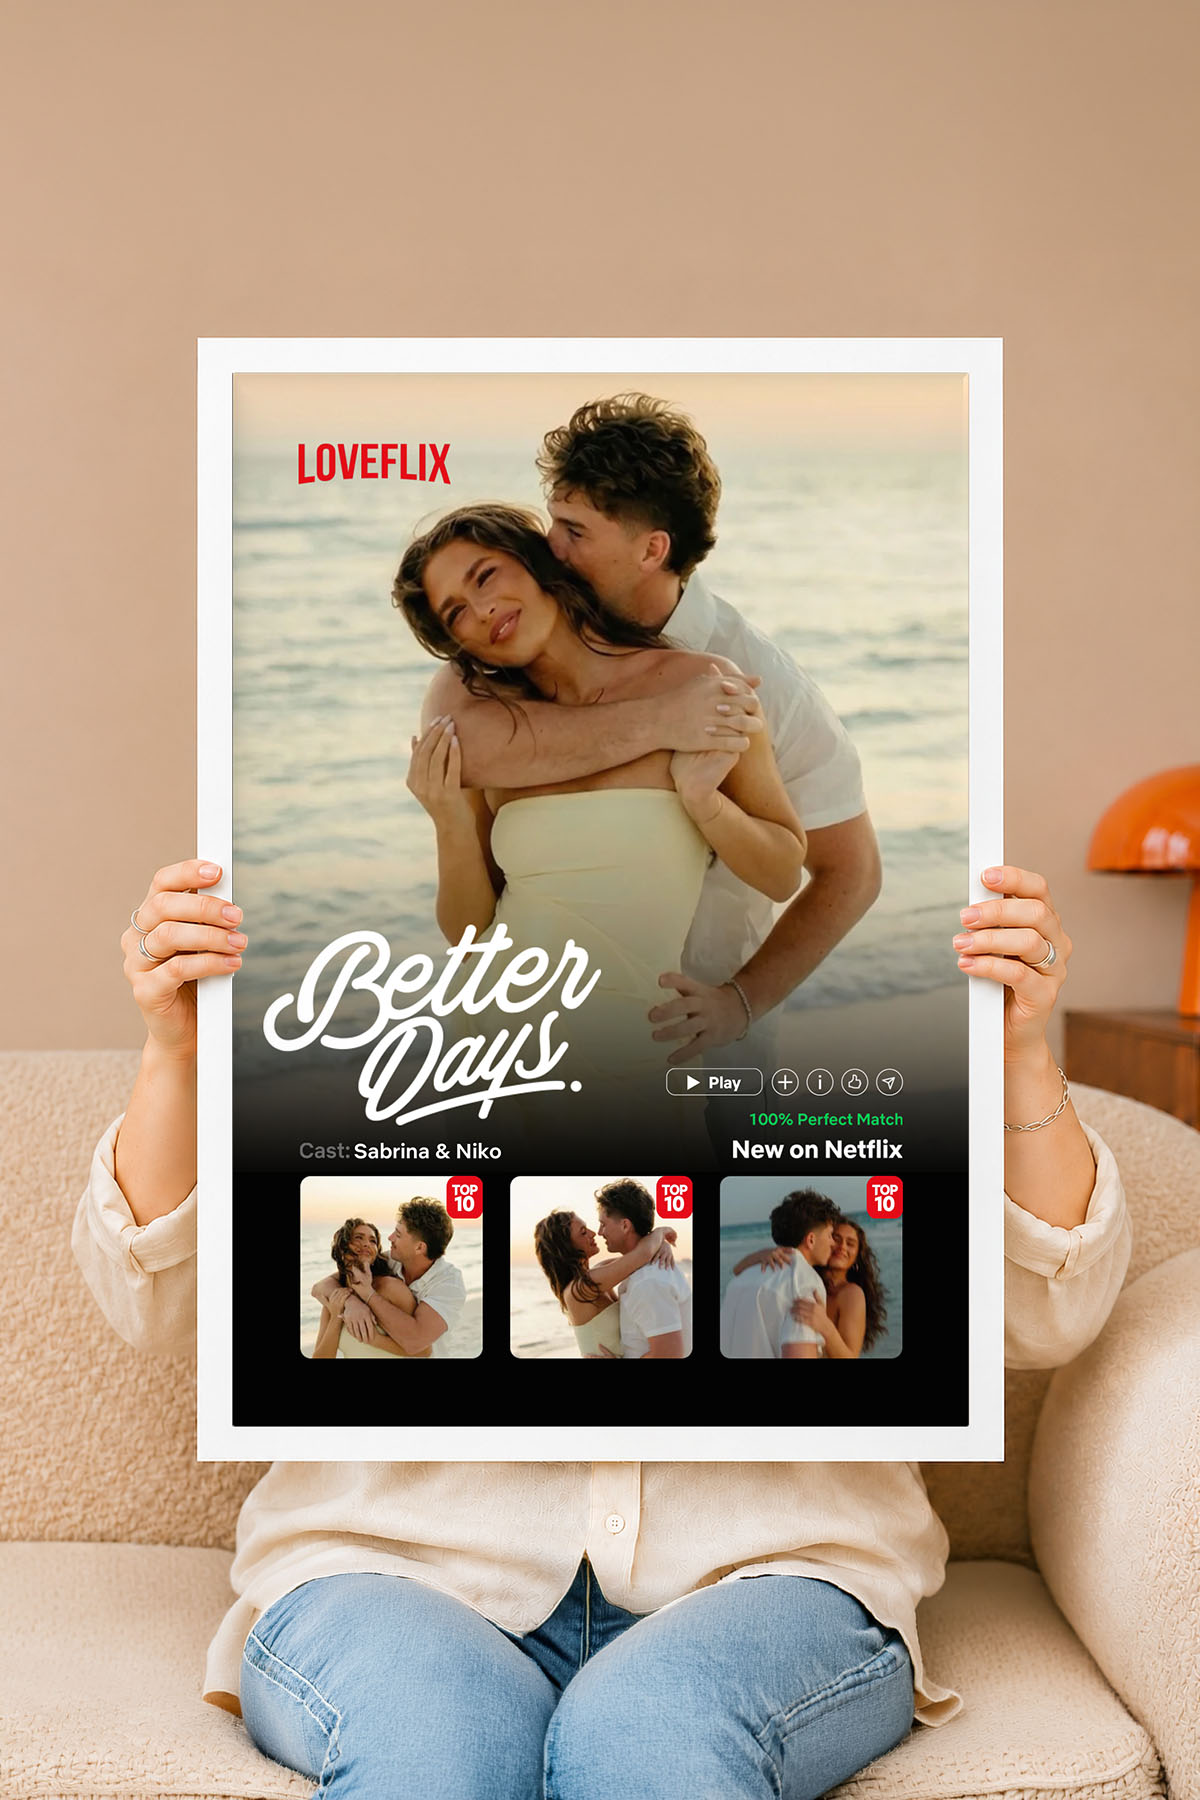 LOVEFLIX
Better
Days.
Play
100% Perfect Match
Cast: Sabrina & Niko
New on Netflix
TOP
10
TOP
10
TOP
10